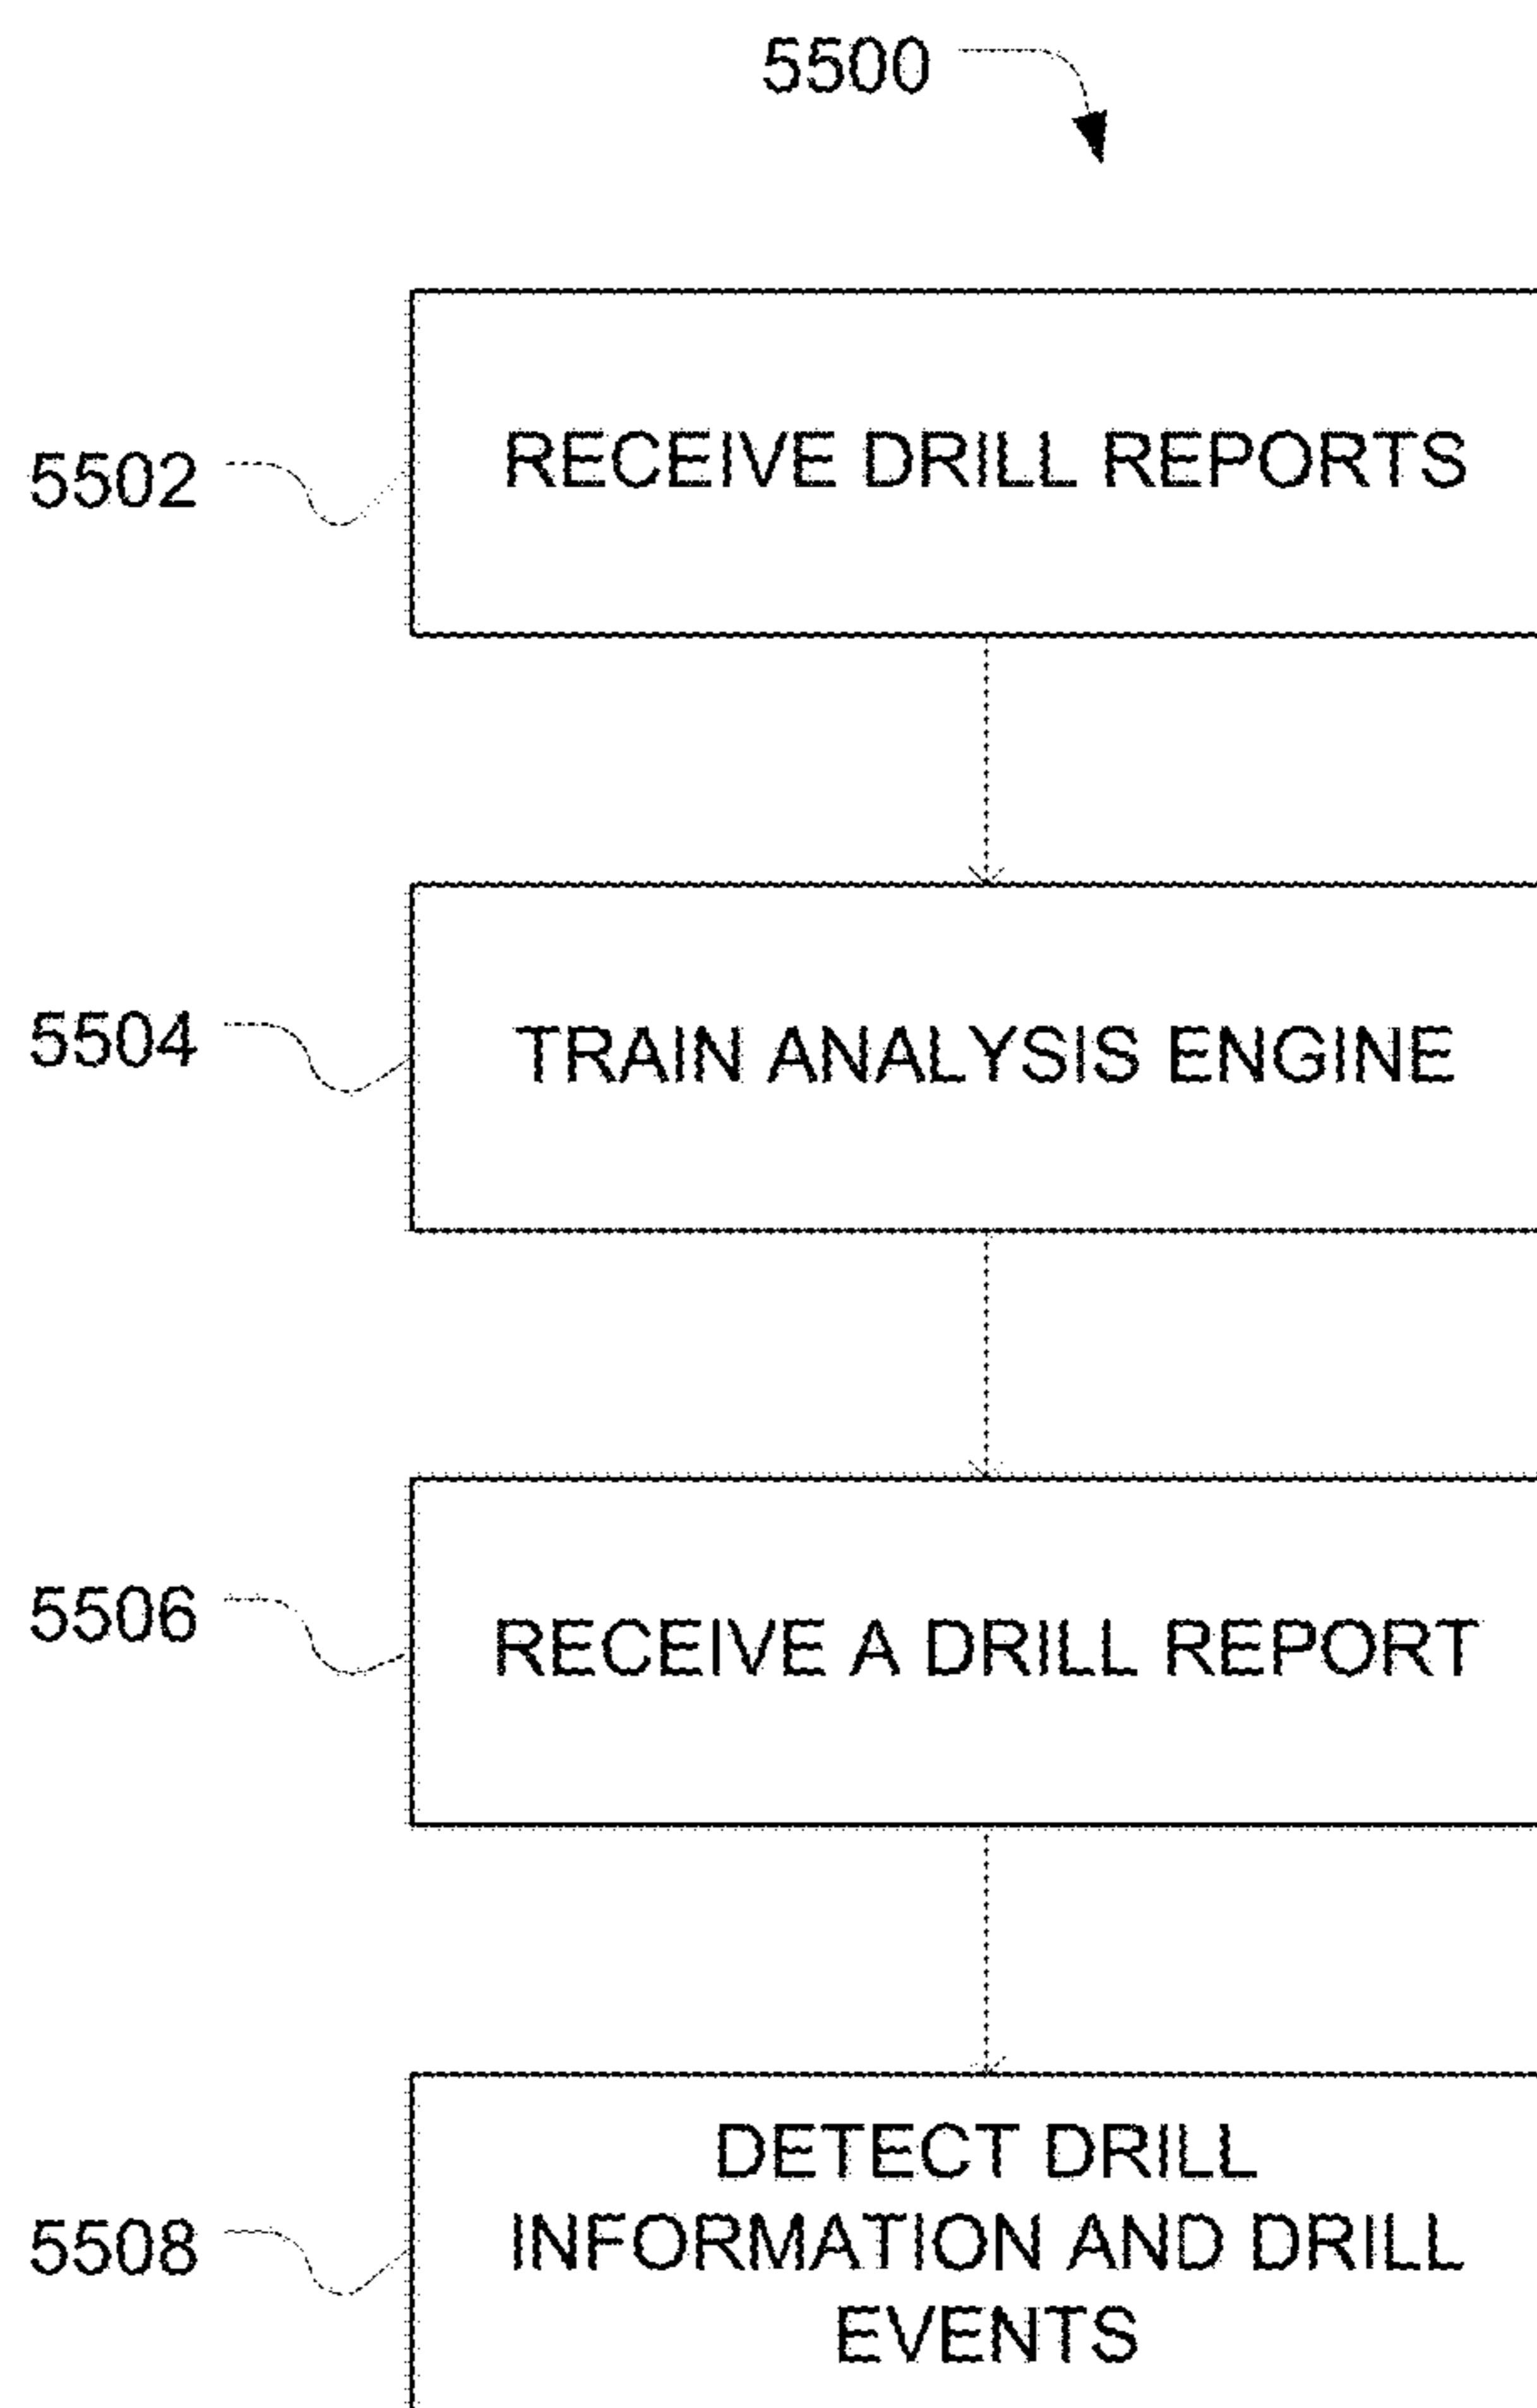 5500
5502
RECEIVE DRILL REPORTS
5504
TRAIN ANALYSIS ENGINE
5506
RECEIVE A DRILL REPORT
5508
DETECT DRILL
INFORMATION AND DRILL
EVENTS